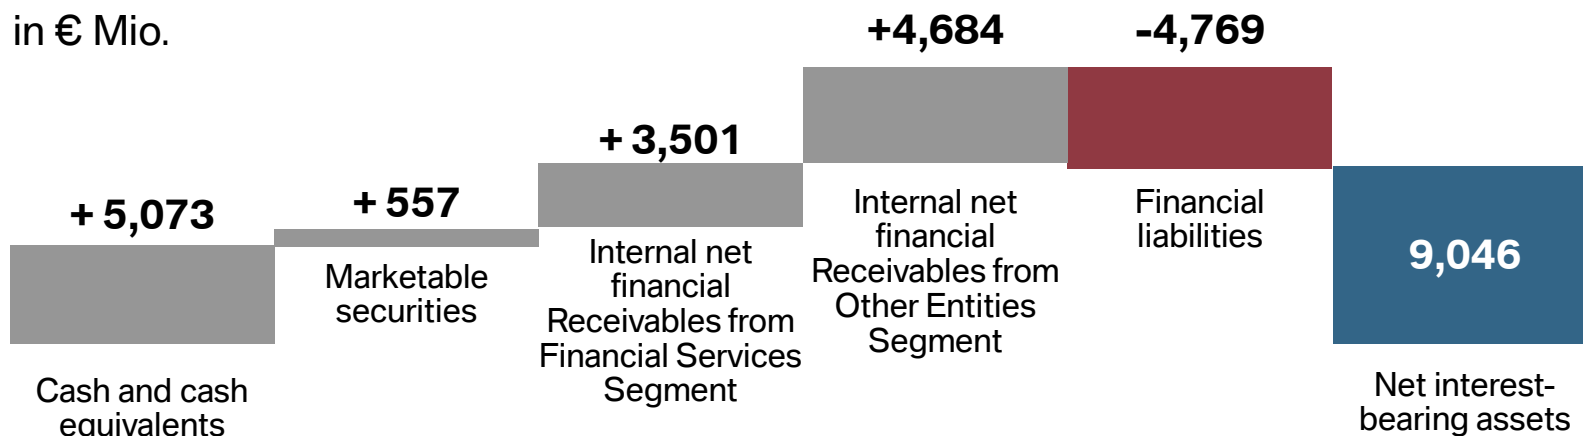 in € Mio.
+ 5,073
Cash and cash
equivalents
+ 557
Marketable
securities
+ 3,501
Internal net
financial
Receivables from
Financial Services
Segment
+4,684
Internal net
financial
Receivables from
Other Entities
Segment
-4,769
Financial
liabilities
9,046
Net interest-
bearing assets